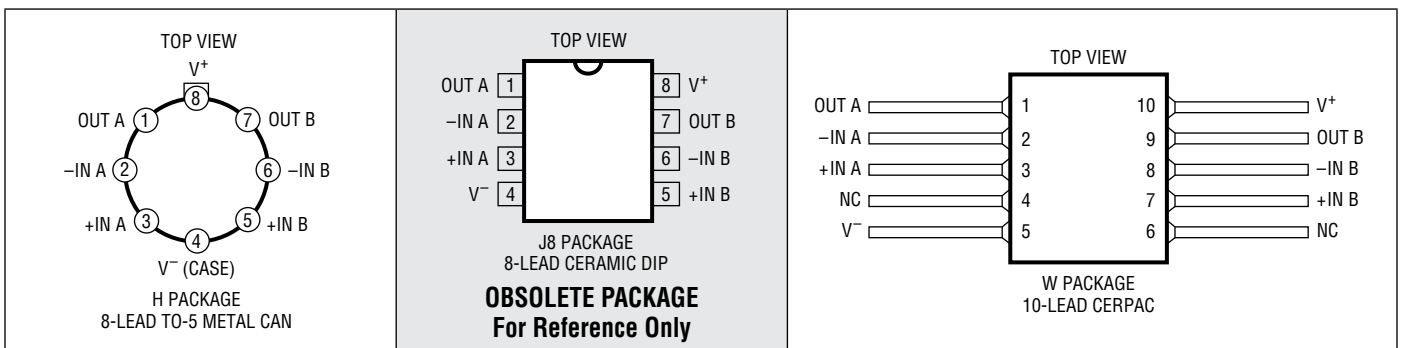 TOP VIEW
V+
8
OUT A 1 7 OUT B
–IN A 2 6 –IN B
+IN A 3 5 +IN B
4
V– (CASE)
H PACKAGE
8-LEAD TO-5 METAL CAN
TOP VIEW
OUT A 1 8 V+
–IN A 2 7 OUT B
+IN A 3 6 –IN B
V– 4 5 +IN B
J8 PACKAGE
8-LEAD CERAMIC DIP
OBSOLETE PACKAGE
For Reference Only
TOP VIEW
OUT A 1 10 V+
–IN A 2 9 OUT B
+IN A 3 8 –IN B
NC 4 7 +IN B
V– 5 6 NC
W PACKAGE
10-LEAD CERPAC